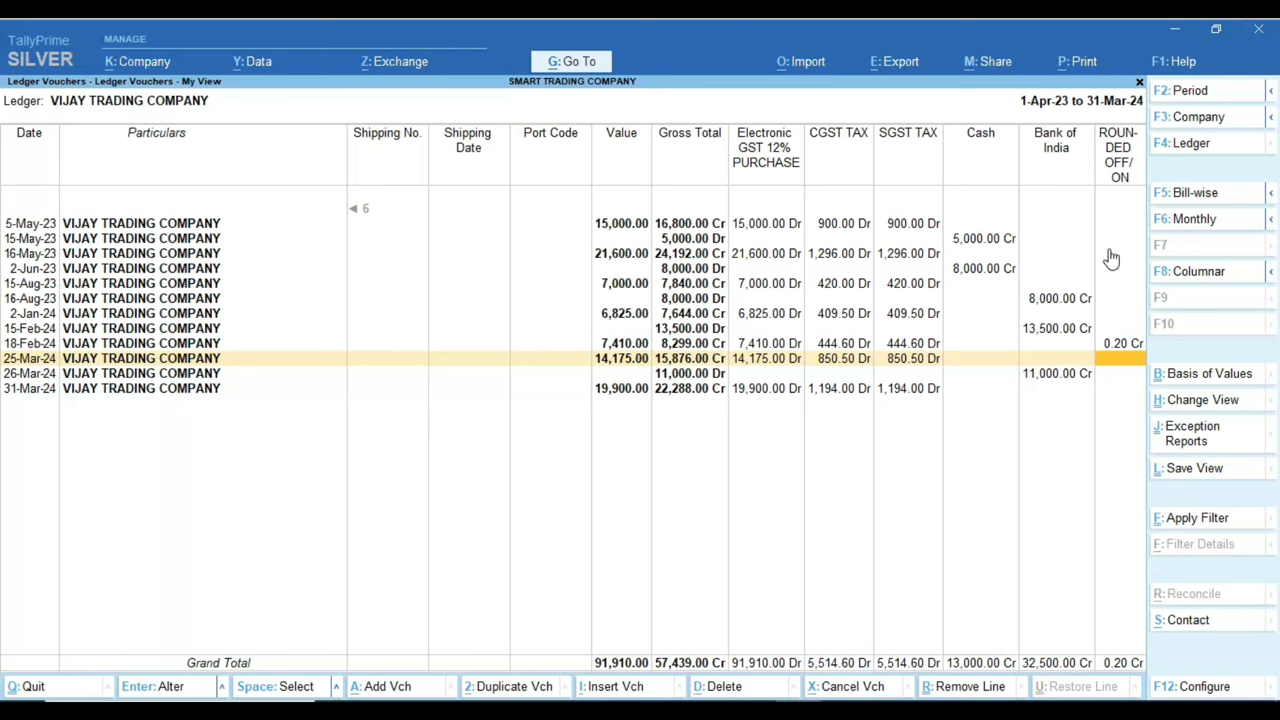 TallyPrime MANAGE
SILVER K: Company Y: Data Z: Exchange G: Go To O: Import E: Export M: Share P: Print F1: Help
Ledger Vouchers - Ledger Vouchers - My View SMART TRADING COMPANY
Ledger: VIJAY TRADING COMPANY 1-Apr-23 to 31-Mar-24
Date Particulars Shipping No. Shipping Date Port Code Value Gross Total Electronic GST 12% PURCHASE CGST TAX SGST TAX Cash Bank of India ROUN-DED OFF/ ON
6
5-May-23 VIJAY TRADING COMPANY 15,000.00 16,800.00 Cr 15,000.00 Dr 900.00 Dr 900.00 Dr
15-May-23 VIJAY TRADING COMPANY 5,000.00 Dr 5,000.00 Cr
16-May-23 VIJAY TRADING COMPANY 21,600.00 24,192.00 Cr 21,600.00 Dr 1,296.00 Dr 1,296.00 Dr
2-Jun-23 VIJAY TRADING COMPANY 8,000.00 Dr 8,000.00 Cr
15-Aug-23 VIJAY TRADING COMPANY 7,000.00 7,840.00 Cr 7,000.00 Dr 420.00 Dr 420.00 Dr
16-Aug-23 VIJAY TRADING COMPANY 8,000.00 Dr 8,000.00 Cr
2-Jan-24 VIJAY TRADING COMPANY 6,825.00 7,644.00 Cr 6,825.00 Dr 409.50 Dr 409.50 Dr
15-Feb-24 VIJAY TRADING COMPANY 13,500.00 Dr 13,500.00 Cr
18-Feb-24 VIJAY TRADING COMPANY 7,410.00 8,299.00 Cr 7,410.00 Dr 444.60 Dr 444.60 Dr 0.20 Cr
25-Mar-24 VIJAY TRADING COMPANY 14,175.00 15,876.00 Cr 14,175.00 Dr 850.50 Dr 850.50 Dr
26-Mar-24 VIJAY TRADING COMPANY 11,000.00 Dr 11,000.00 Cr
31-Mar-24 VIJAY TRADING COMPANY 19,900.00 22,288.00 Cr 19,900.00 Dr 1,194.00 Dr 1,194.00 Dr
Grand Total 91,910.00 57,439.00 Cr 91,910.00 Dr 5,514.60 Dr 5,514.60 Dr 13,000.00 Cr 32,500.00 Cr 0.20 Cr
F2: Period
F3: Company
F4: Ledger
F5: Bill-wise
F6: Monthly
F7
F8: Columnar
F9
F10
B: Basis of Values
H: Change View
J: Exception
Reports
L: Save View
F: Apply Filter
F: Filter Details
R: Reconcile
S: Contact
Q: Quit Enter: Alter Space: Select A: Add Vch 2: Duplicate Vch I: Insert Vch D: Delete X: Cancel Vch R: Remove Line U: Restore Line F12: Configure